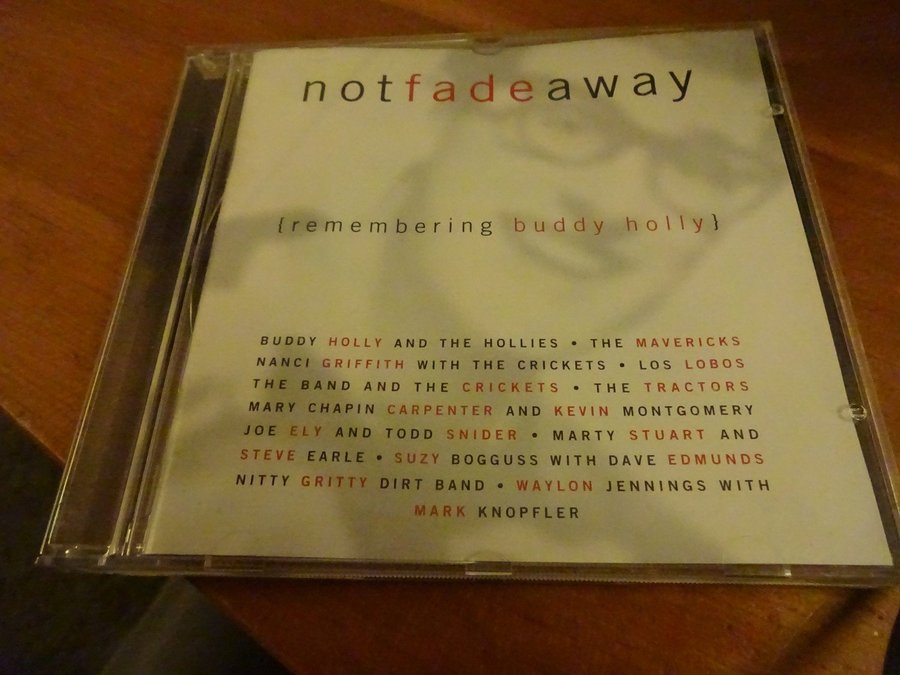 notfadeaway
{remembering buddy holly}
BUDDY HOLLY AND THE HOLLIES • THE MAVERICKS
NANCI GRIFFITH WITH THE CRICKETS • LOS LOBOS
THE BAND AND THE CRICKETS • THE TRACTORS
MARY CHAPIN CARPENTER AND KEVIN MONTGOMERY
JOE ELY AND TODD SNIDER • MARTY STUART AND
STEVE EARLE • SUZY BOGGUSS WITH DAVE EDMUNDS
NITTY GRITTY DIRT BAND • WAYLON JENNINGS WITH
MARK KNOPFLER